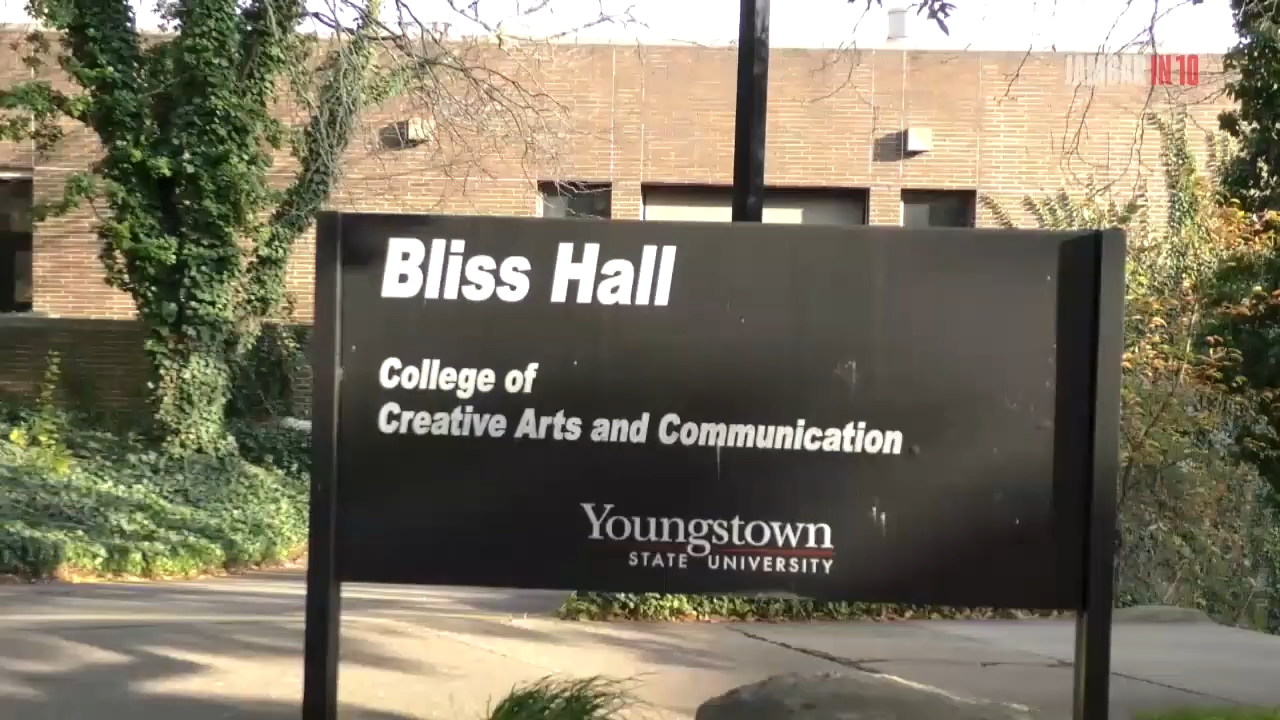 JAMBAR IN 10
Bliss Hall
College of
Creative Arts and Communication
Youngstown
STATE UNIVERSITY